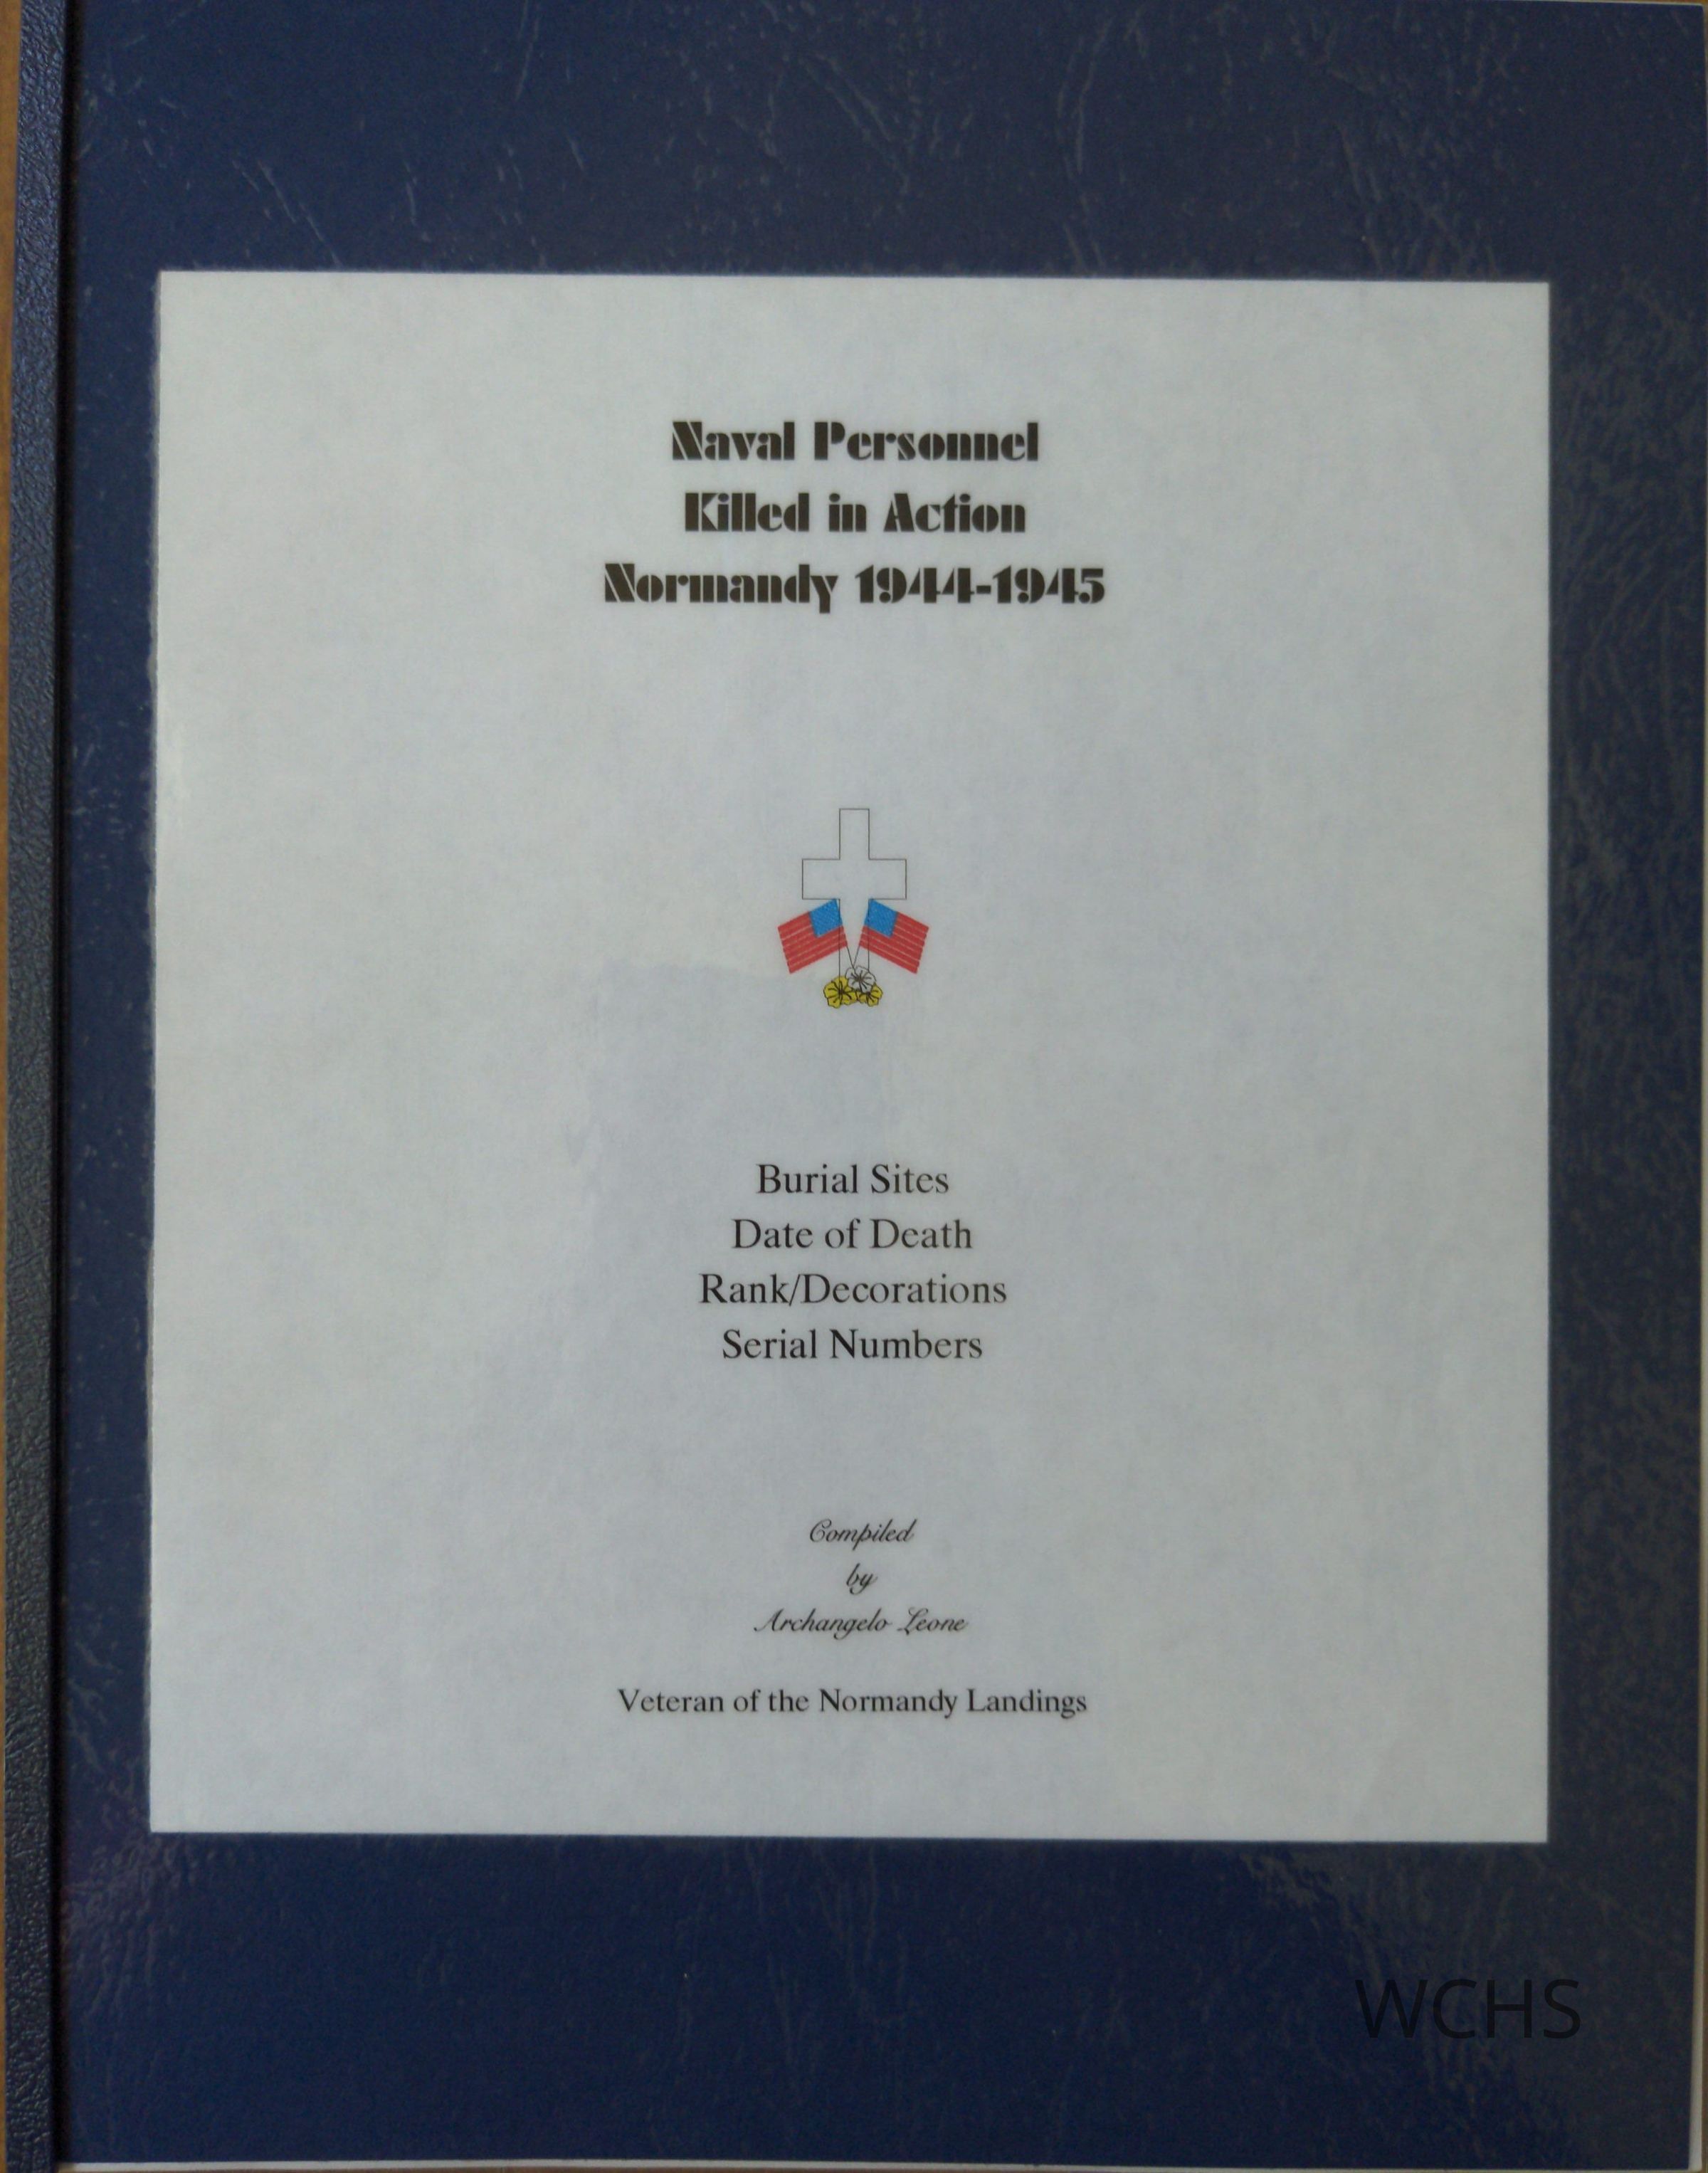 Naval Personnel
Killed in Action
Normandy 1944-1945
Burial Sites
Date of Death
Rank/Decorations
Serial Numbers
Compiled
by
Archangelo Leone
Veteran of the Normandy Landings
WCHS